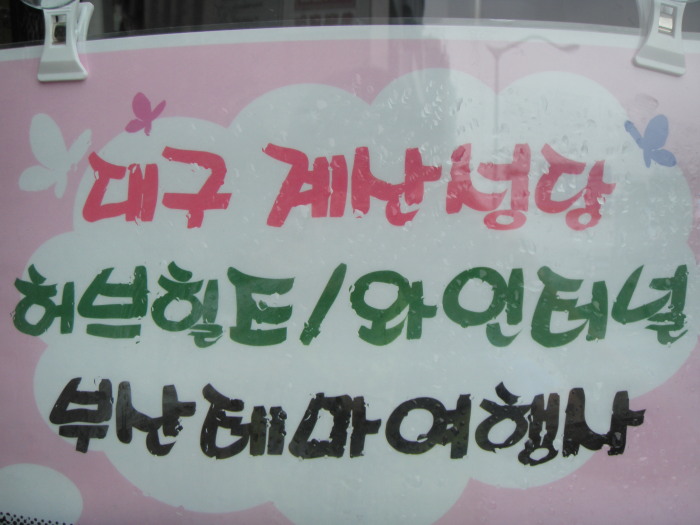 대구 계산성당
허브힐드/와인터널
부산테마여행사